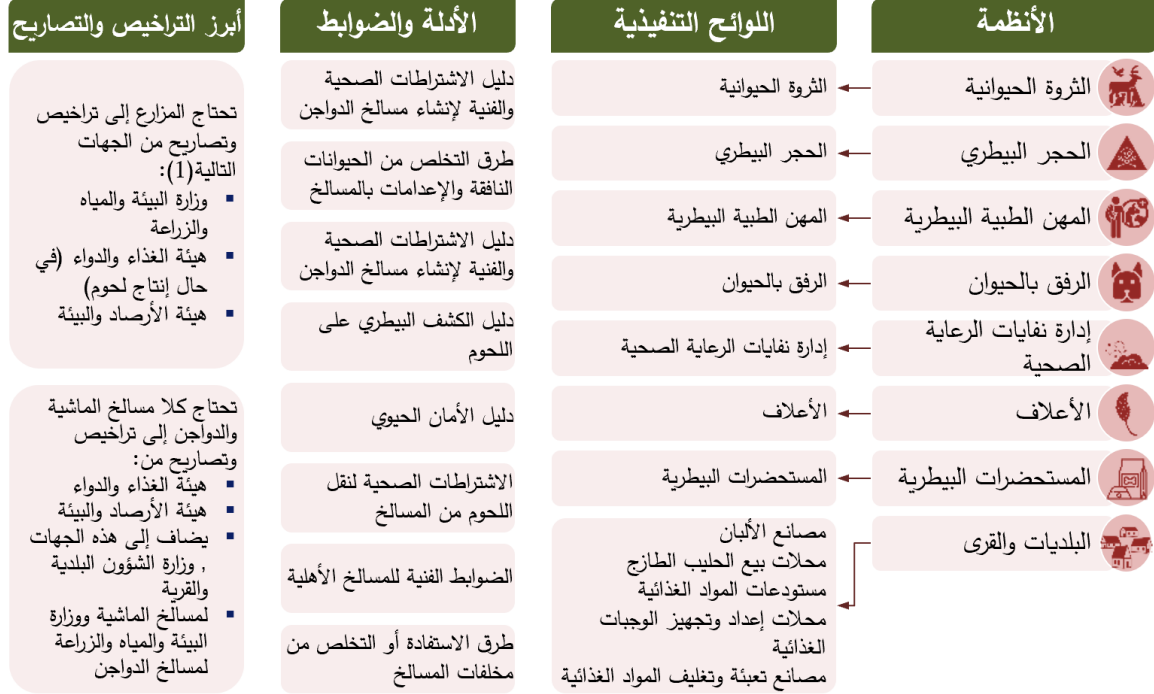 الأنظمة
الثروة الحيوانية
الحجر البيطري
المهن الطبية البيطرية
الرفق بالحيوان
إدارة نفايات الرعاية
الصحية
الأعلاف
المستحضرات البيطرية
البلديات والقرى
اللوائح التنفيذية
الثروة الحيوانية
الحجر البيطري
المهن الطبية البيطرية
الرفق بالحيوان
إدارة نفايات الرعاية الصحية
الأعلاف
المستحضرات البيطرية
مصانع الألبان
محلات بيع الحليب الطازج
مستودعات المواد الغذائية
محلات إعداد وتجهيز الوجبات
الغذائية
مصانع تعبئة وتغليف المواد الغذائية
الأدلة والضوابط
دليل الاشتراطات الصحية
والفنية لإنشاء مسالخ الدواجن
طرق التخلص من الحيوانات
النافقة والإعدامات بالمسالخ
دليل الاشتراطات الصحية
والفنية لإنشاء مسالخ الدواجن
دليل الكشف البيطري على
اللحوم
دليل الأمان الحيوي
الاشتراطات الصحية لنقل
اللحوم من المسالخ
الضوابط الفنية للمسالخ الأهلية
طرق الاستفادة أو التخلص من
مخلفات المسالخ
أبرز التراخيص والتصاريح
تحتاج المزارع إلى تراخيص
وتصاريح من الجهات
التالية(1):
▪ وزارة البيئة والمياه
والزراعة
▪ هيئة الغذاء والدواء (في
حال إنتاج لحوم)
▪ هيئة الأرصاد والبيئة
تحتاج كلا مسالخ الماشية
والدواجن إلى تراخيص
وتصاريح من:
▪ هيئة الغذاء والدواء
▪ هيئة الأرصاد والبيئة
▪ يضاف إلى هذه الجهات
, وزارة الشؤون البلدية
والقرية
▪ لمسالخ الماشية ووزارة
البيئة والمياه والزراعة
لمسالخ الدواجن